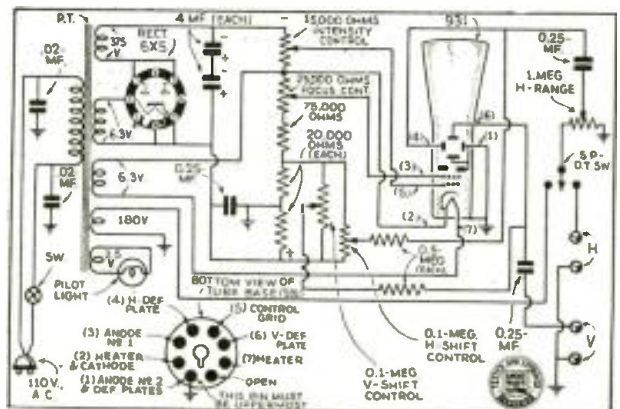 P.T.
.02-
MF.
375
V
RECT.
6X5
4 MF.(EACH)
15,000 OHMS
INTENSITY
CONTROL
931
0.25-
MF.
1. MEG
H-RANGE
FOCUS CONT.
75,000
OHMS
20,000
OHMS
(EACH)
6.3V
6.3V
0.25
MF.
(4)
(6)
(1)
(3)
(5)
(2)
(7)
S.P-
D.T. SW
.02
MF.
180V
SW
PILOT
LIGHT
V
110 V.,
A.C.
H
V
0.5-
MEG
(EACH)
0.25-
MF.
0.1-MEG.
H-SHIFT
CONTROL
0.1-MEG
V-SHIFT
CONTROL
BOTTOM VIEW OF
TUBE BASE
(4) H-DEF
PLATE
(5) CONTROL
GRID
(3) ANODE
Nº 1
(6) V-DEF
PLATE
(2) HEATER
& CATHODE
(7) HEATER
(1) ANODE Nº 2
& DEF PLATES
OPEN
THIS PIN MUST
BE UPPERMOST